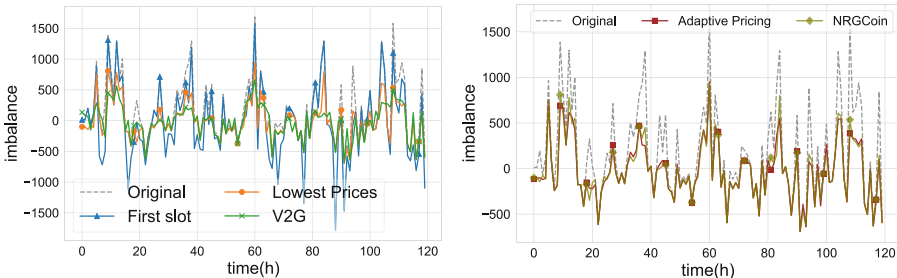 imbalance
1500
1000
500
0
−500
−1000
−1500
Original Lowest Prices
First slot V2G
0 20 40 60 80 100 120
time(h)
imbalance
Original Adaptive Pricing NRGCoin
1500
1000
500
0
−500
0 20 40 60 80 100 120
time(h)